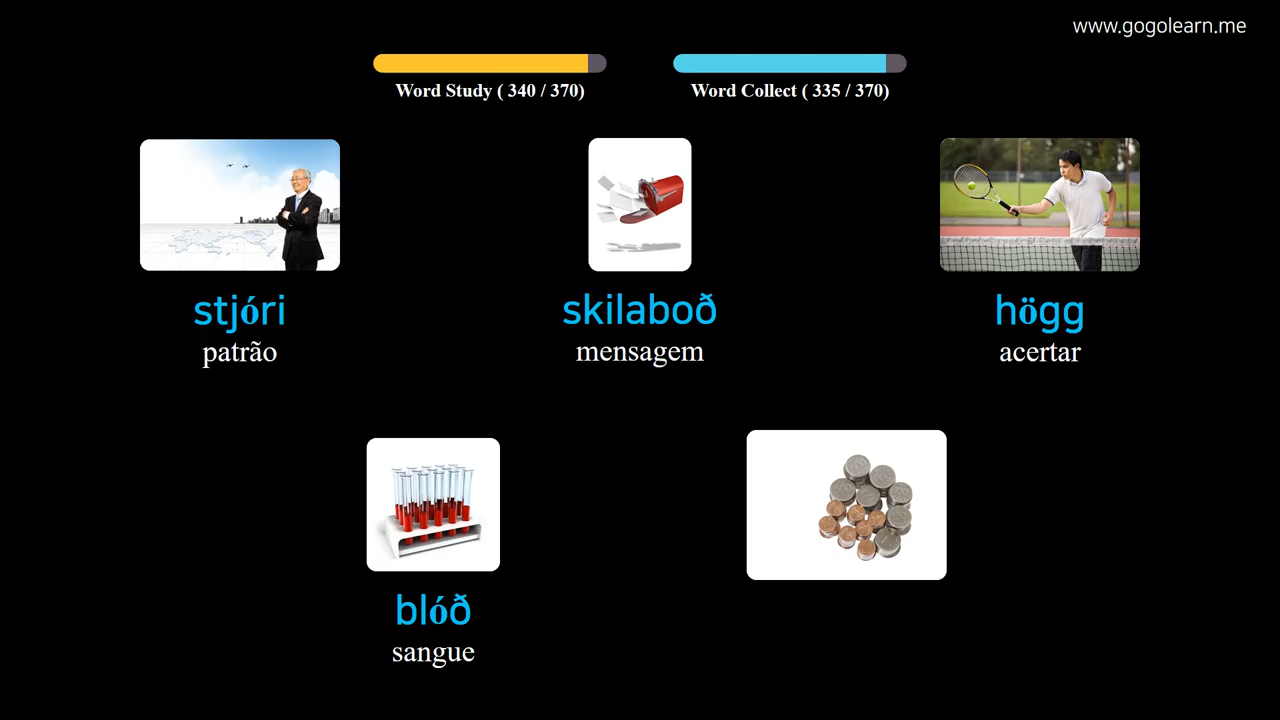 www.gogolearn.me
Word Study ( 340 / 370)
Word Collect ( 335 / 370)
stjóri
patrão
skilaboð
mensagem
högg
acertar
blóð
sangue